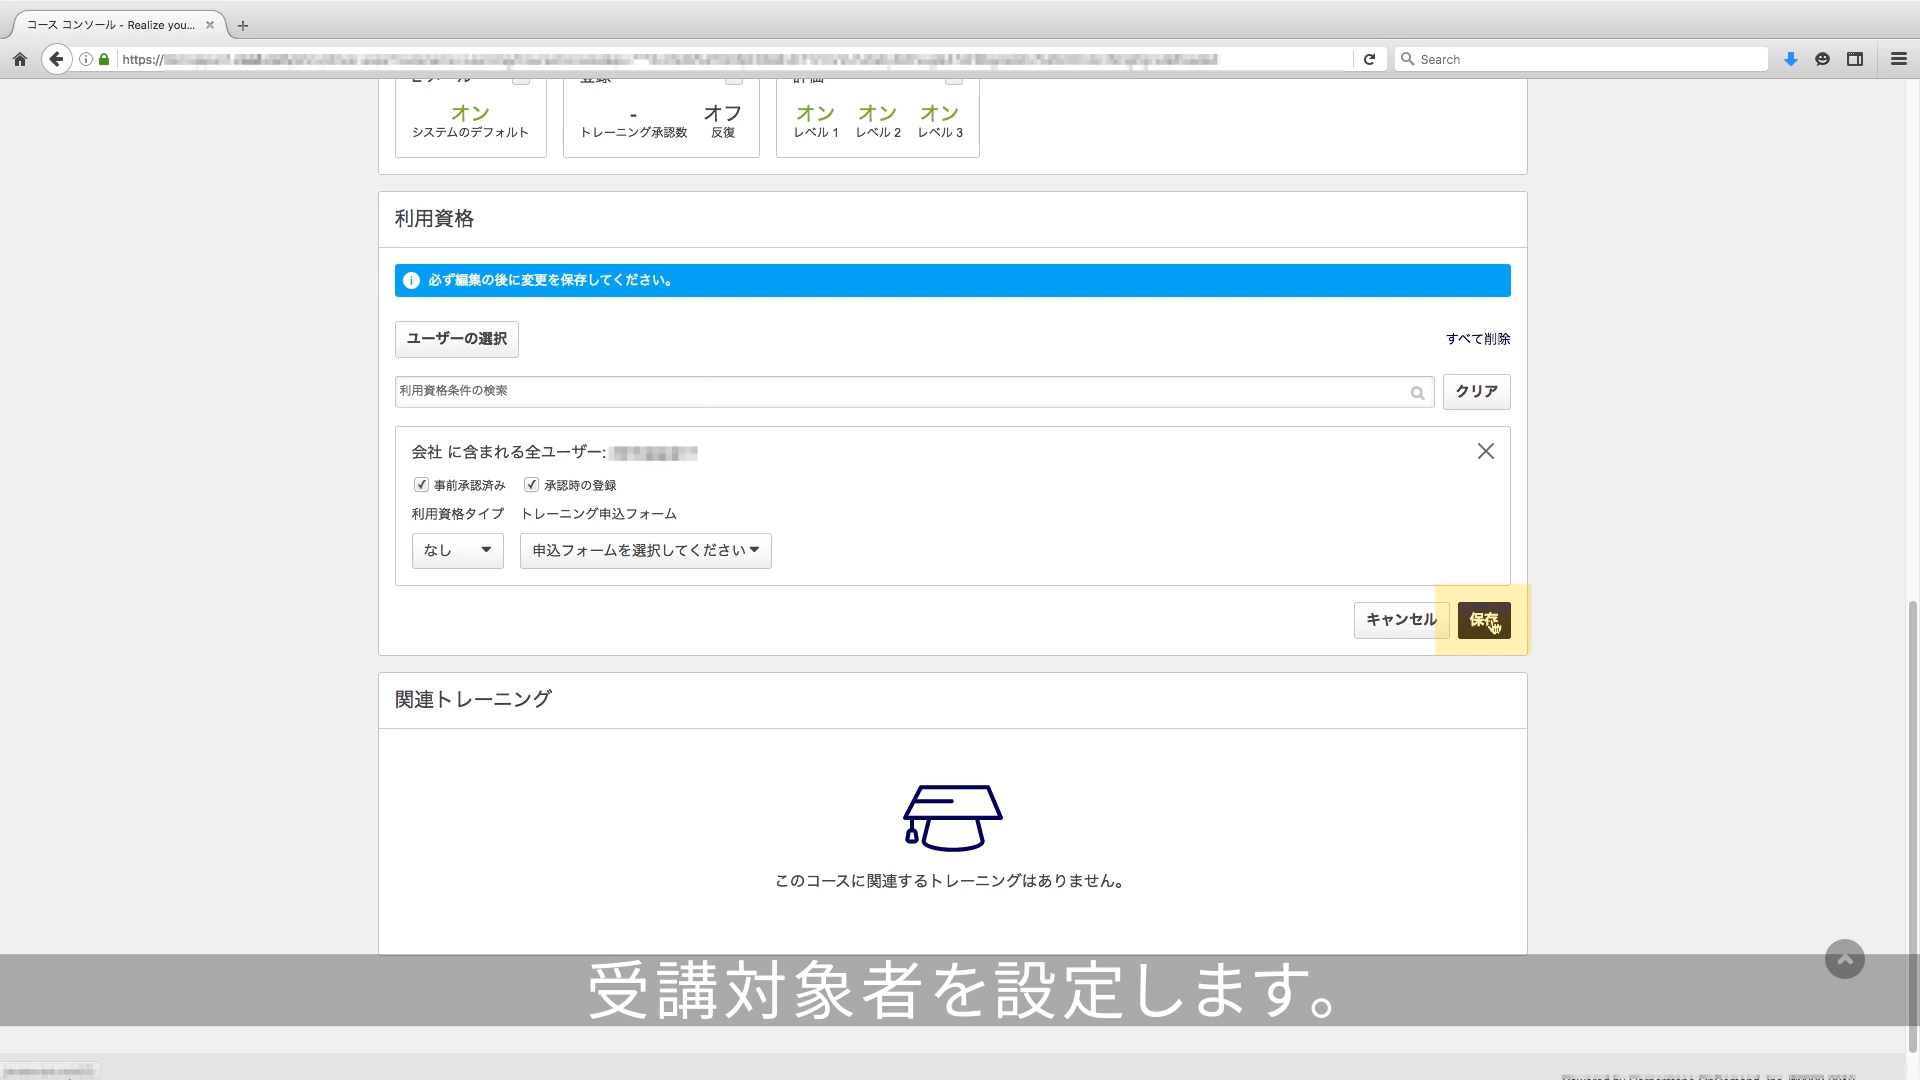 コース コンソール - Realize you...
https://
Search
オン
システムのデフォルト
-
トレーニング承認数
オフ
反復
オン オン オン
レベル 1 レベル 2 レベル 3
利用資格
必ず編集の後に変更を保存してください。
ユーザーの選択
すべて削除
利用資格条件の検索
クリア
会社 に含まれる全ユーザー:
事前承認済み 承認時の登録
利用資格タイプ トレーニング申込フォーム
なし
申込フォームを選択してください
キャンセル
保存
関連トレーニング
このコースに関連するトレーニングはありません。
受講対象者を設定します。